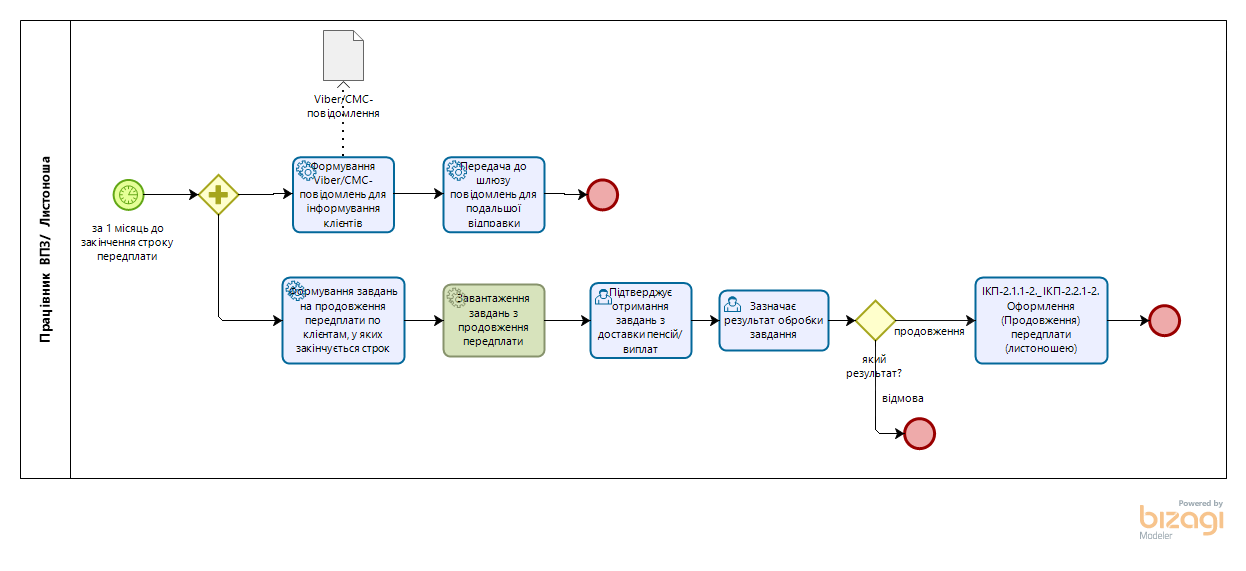 Працівник ВПЗ/ Листоноша
Viber/СМС-
повідомлення
за 1 місяць до
закінчення строку
передплати
Формування
Viber/СМС-
повідомлень для
інформування
клієнтів
Передача до
шлюзу
повідомлень для
подальшої
відправки
Формування завдань
на продовження
передплати по
клієнтам, у яких
закінчується строк
Завантаження
завдань з
продовження
передплати
Підтверджує
отримання
завдань з
доставки пенсій/
виплат
Зазначає
результат обробки
завдання
який
результат?
продовження
відмова
ІКП-2.1.1-2._ІКП-2.2.1-2.
Оформлення
(Продовження)
передплати
(листоношею)
Powered by
bizagi
Modeler